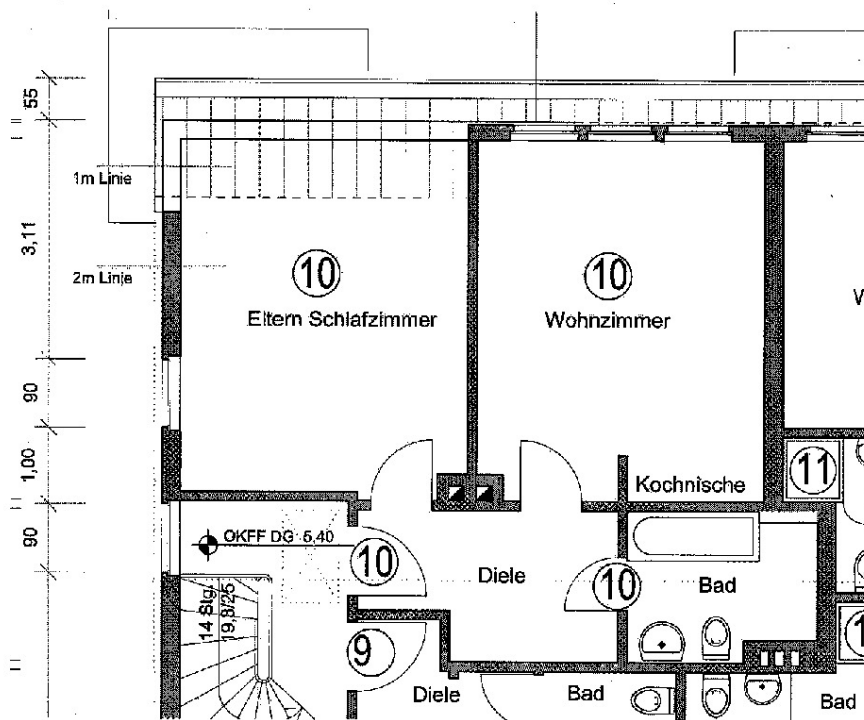 55
1m Linie
3,11
2m Linie
10
10
Eltern Schlafzimmer
Wohnzimmer
W
90
1,00
11
Kochnische
90
OKFF DG 5,40
10
Diele
10
Bad
14 Stg.
19,8/25
9
1
Diele
Bad
Bad